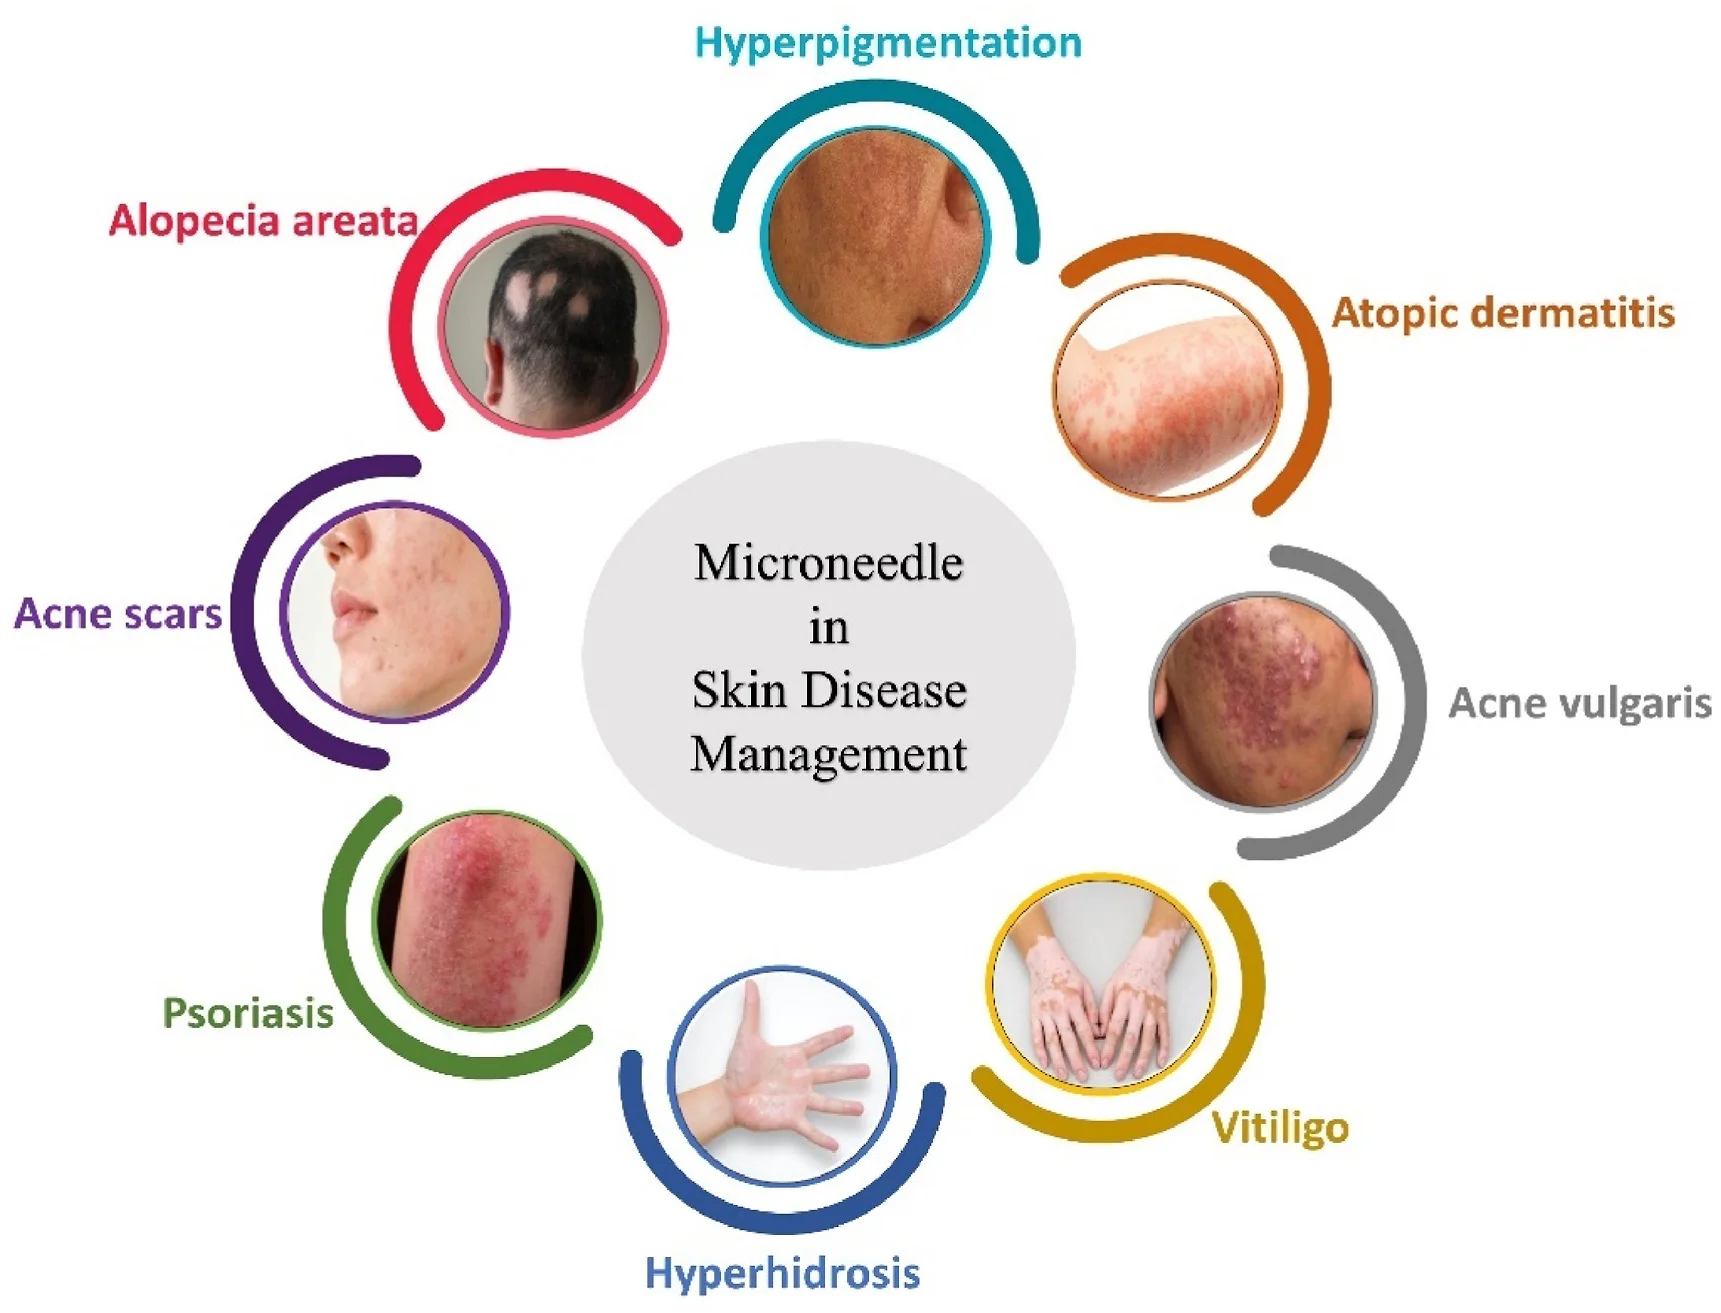 Hyperpigmentation
Alopecia areata
Atopic dermatitis
Acne scars
Microneedle
in
Skin Disease
Management
Acne vulgaris
Psoriasis
Vitiligo
Hyperhidrosis